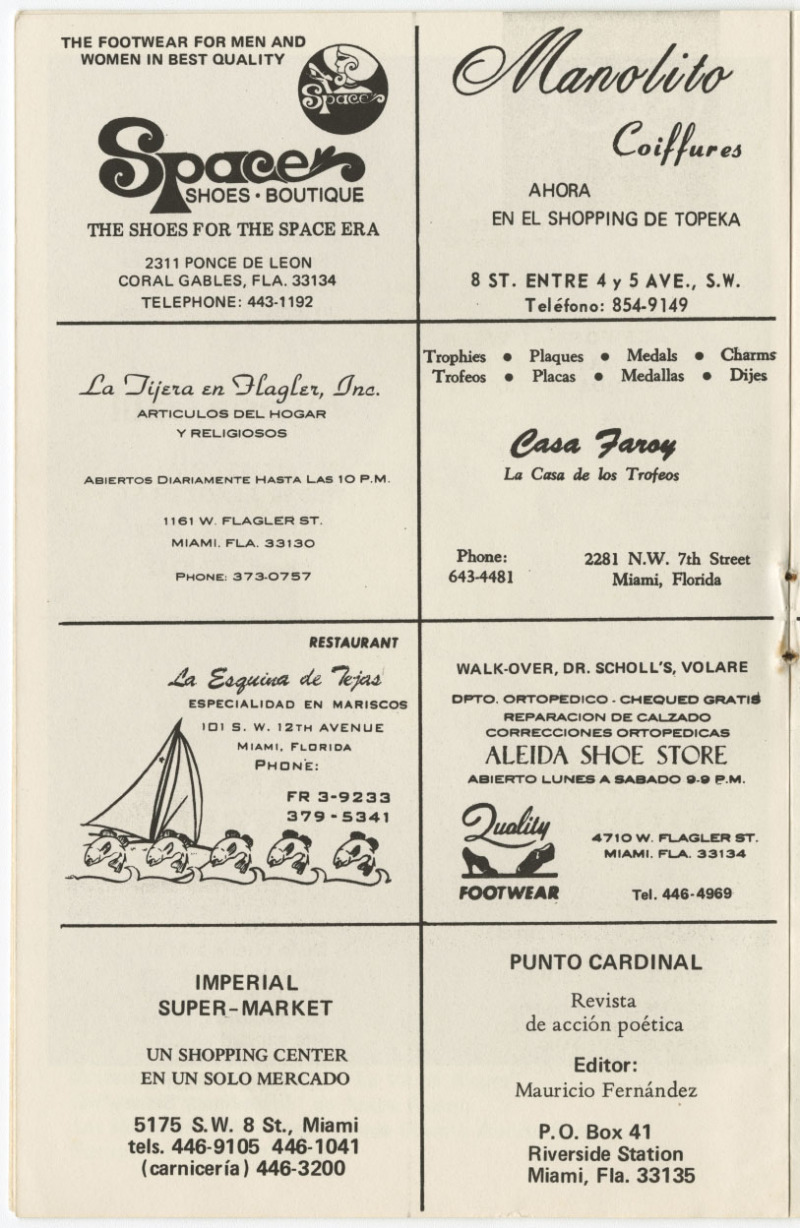 THE FOOTWEAR FOR MEN AND
WOMEN IN BEST QUALITY
Space
Space
SHOES · BOUTIQUE
THE SHOES FOR THE SPACE ERA
2311 PONCE DE LEON
CORAL GABLES, FLA. 33134
TELEPHONE: 443-1192
Manolito
Coiffures
AHORA
EN EL SHOPPING DE TOPEKA
8 ST. ENTRE 4 y 5 AVE., S.W.
Teléfono: 854-9149
La Tijera en Flagler, Inc.
ARTICULOS DEL HOGAR
Y RELIGIOSOS
ABIERTOS DIARIAMENTE HASTA LAS 10 P.M.
1161 W. FLAGLER ST.
MIAMI. FLA. 33130
PHONE: 373-0757
Trophies • Plaques • Medals • Charms
Trofeos • Placas • Medallas • Dijes
Casa Faroy
La Casa de los Trofeos
Phone:
643-4481
2281 N.W. 7th Street
Miami, Florida
RESTAURANT
La Esquina de Tejas
ESPECIALIDAD EN MARISCOS
101 S. W. 12TH AVENUE
MIAMI, FLORIDA
PHONE:
FR 3-9233
379-5341
WALK-OVER, DR. SCHOLL'S, VOLARE
DPTO. ORTOPEDICO - CHEQUED GRATIS
REPARACION DE CALZADO
CORRECCIONES ORTOPEDICAS
ALEIDA SHOE STORE
ABIERTO LUNES A SABADO 9-9 P.M.
Quality
FOOTWEAR
4710 W. FLAGLER ST.
MIAMI. FLA. 33134
Tel. 446-4969
IMPERIAL
SUPER-MARKET
UN SHOPPING CENTER
EN UN SOLO MERCADO
5175 S.W. 8 St., Miami
tels. 446-9105 446-1041
(carnicería) 446-3200
PUNTO CARDINAL
Revista
de acción poética
Editor:
Mauricio Fernández
P.O. Box 41
Riverside Station
Miami, Fla. 33135